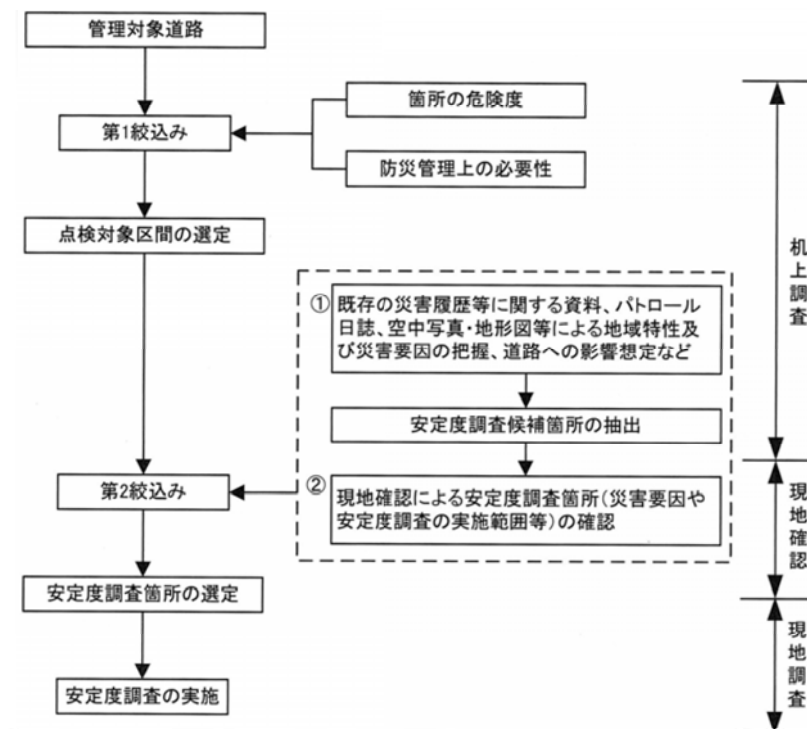 管理対象道路
箇所の危険度
第1絞込み
防災管理上の必要性
点検対象区間の選定
机上調査
① 既存の災害履歴等に関する資料、パトロール
日誌、空中写真・地形図等による地域特性及
び災害要因の把握、道路への影響想定など
安定度調査候補箇所の抽出
第2絞込み
② 現地確認による安定度調査箇所(災害要因や
安定度調査の実施範囲等)の確認
現地確認
安定度調査箇所の選定
安定度調査の実施
現地調査